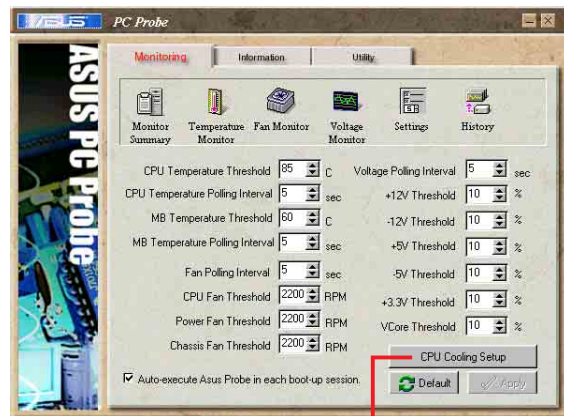 ASUS
PC Probe
ASUS PC Probe
Monitoring
Information
Utility
Monitor Summary
Temperature Monitor
Fan Monitor
Voltage Monitor
Settings
History
CPU Temperature Threshold 85 C
CPU Temperature Polling Interval 5 sec
MB Temperature Threshold 60 C
MB Temperature Polling Interval 5 sec
Fan Polling Interval 5 sec
CPU Fan Threshold 2200 RPM
Power Fan Threshold 2200 RPM
Chassis Fan Threshold 2200 RPM
Voltage Polling Interval 5 sec
+12V Threshold 10 %
-12V Threshold 10 %
+5V Threshold 10 %
-5V Threshold 10 %
+3.3V Threshold 10 %
VCore Threshold 10 %
CPU Cooling Setup
Auto-execute Asus Probe in each boot-up session.
Default
Apply